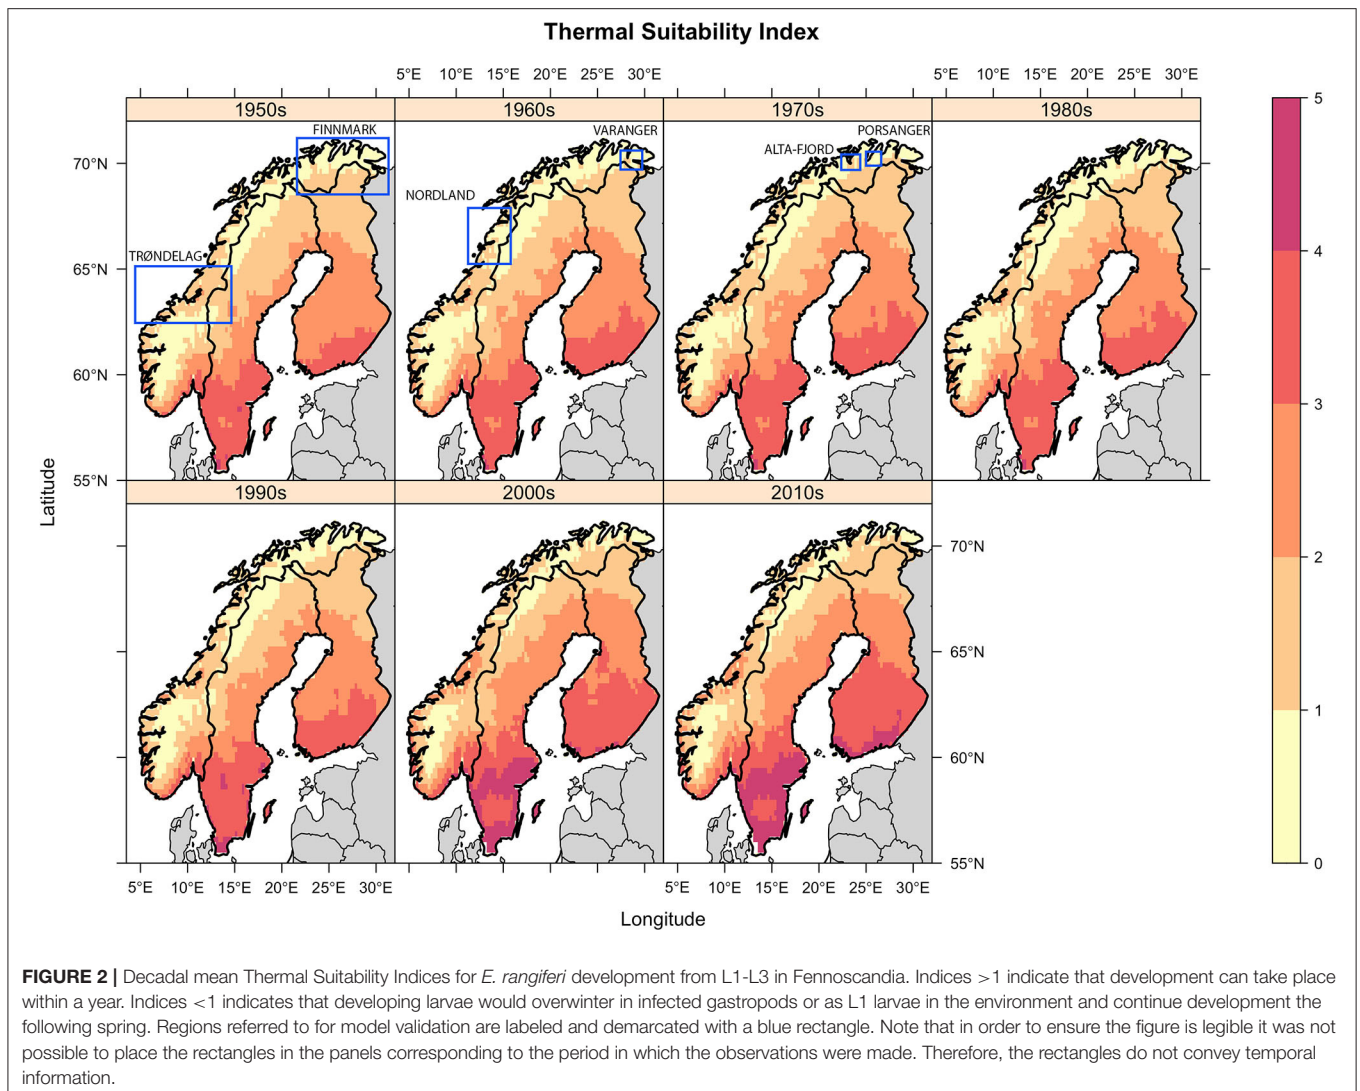 Thermal Suitability Index
5°E 10°E 15°E 20°E 25°E 30°E 5°E 10°E 15°E 20°E 25°E 30°E
1950s 1960s 1970s 1980s
FINNMARK VARANGER PORSANGER
ALTA-FJORD
NORDLAND
TRØNDELAG
70°N
65°N
60°N
55°N
1990s 2000s 2010s
70°N
65°N
60°N
55°N
5°E 10°E 15°E 20°E 25°E 30°E 5°E 10°E 15°E 20°E 25°E 30°E
Latitude
Longitude
5
4
3
2
1
0
FIGURE 2 | Decadal mean Thermal Suitability Indices for E. rangiferi development from L1-L3 in Fennoscandia. Indices >1 indicate that development can take place
within a year. Indices <1 indicates that developing larvae would overwinter in infected gastropods or as L1 larvae in the environment and continue development the
following spring. Regions referred to for model validation are labeled and demarcated with a blue rectangle. Note that in order to ensure the figure is legible it was not
possible to place the rectangles in the panels corresponding to the period in which the observations were made. Therefore, the rectangles do not convey temporal
information.